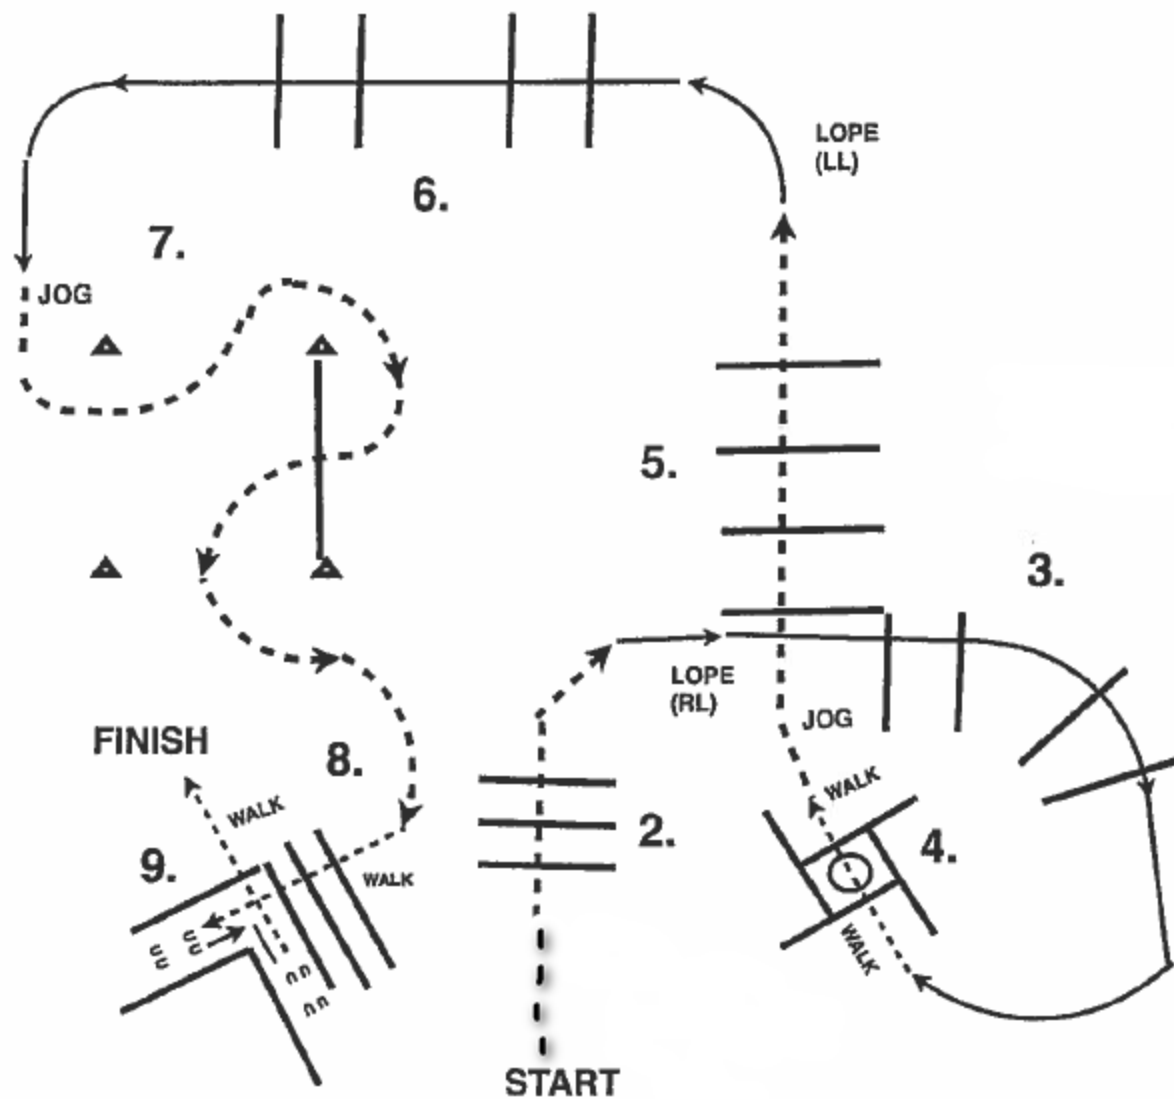 LOPE
(LL)
6.
7.
JOG
5.
3.
LOPE
(RL)
JOG
FINISH
8.
WALK
2.
WALK
4.
9.
WALK
WALK
START